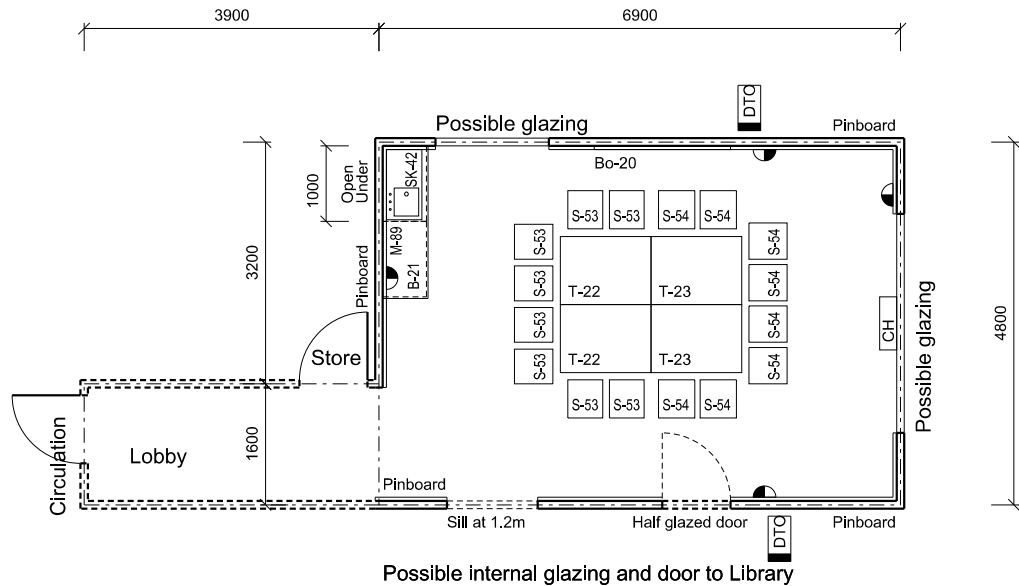 3900
6900
DTO
Possible glazing
Pinboard
Open
Under
1000
SK-42
Bo-20
3200
Pinboard
M-89
B-21
S-53
S-53
S-54
S-54
S-53
S-53
S-53
S-53
T-22
T-23
T-22
T-23
S-54
S-54
S-54
S-54
S-53
S-53
S-54
S-54
CH
Possible glazing
4800
Store
1600
Circulation
Lobby
Pinboard
Sill at 1.2m
Half glazed door
DTO
Pinboard
Possible internal glazing and door to Library